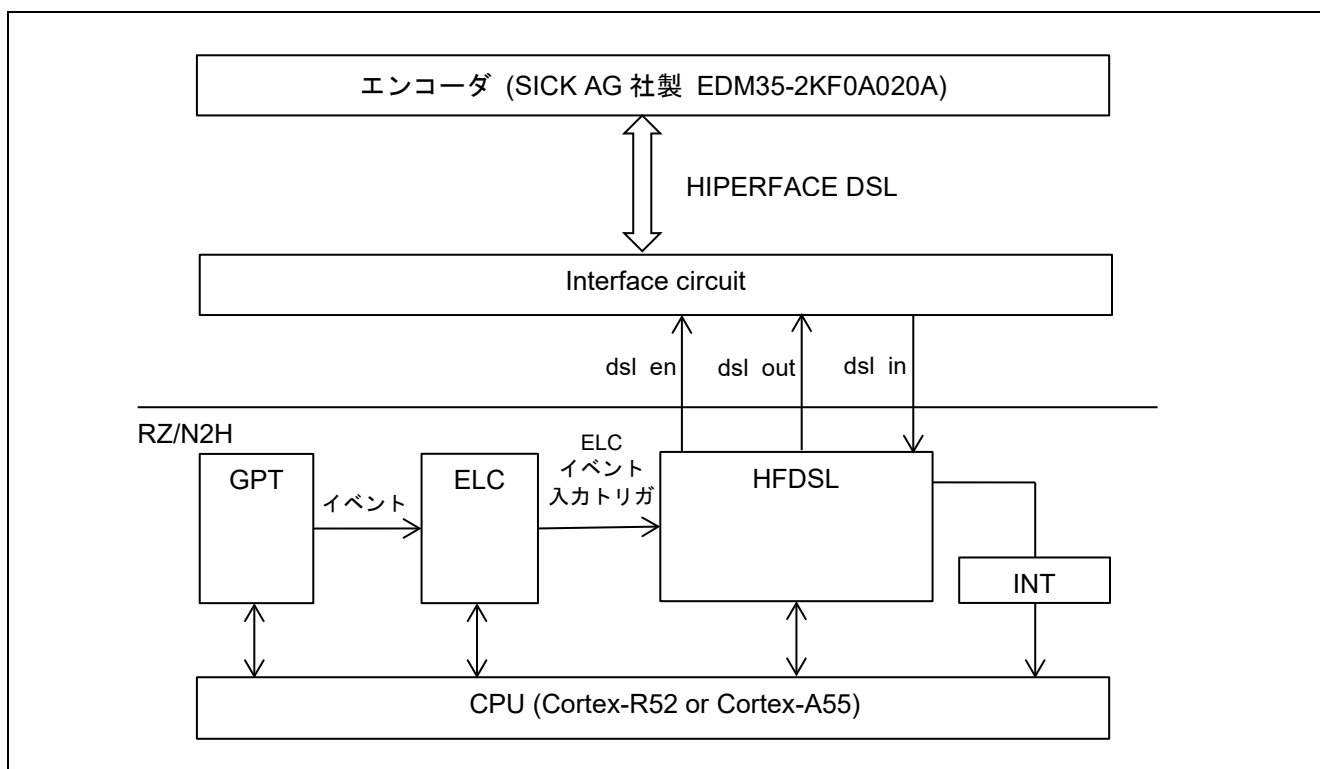 エンコーダ (SICK AG 社製 EDM35-2KF0A020A)
HIPERFACE DSL
Interface circuit
dsl en
dsl out
dsl in
RZ/N2H
GPT
イベント
ELC
ELC
イベント
入力トリガ
HFDSL
INT
CPU (Cortex-R52 or Cortex-A55)